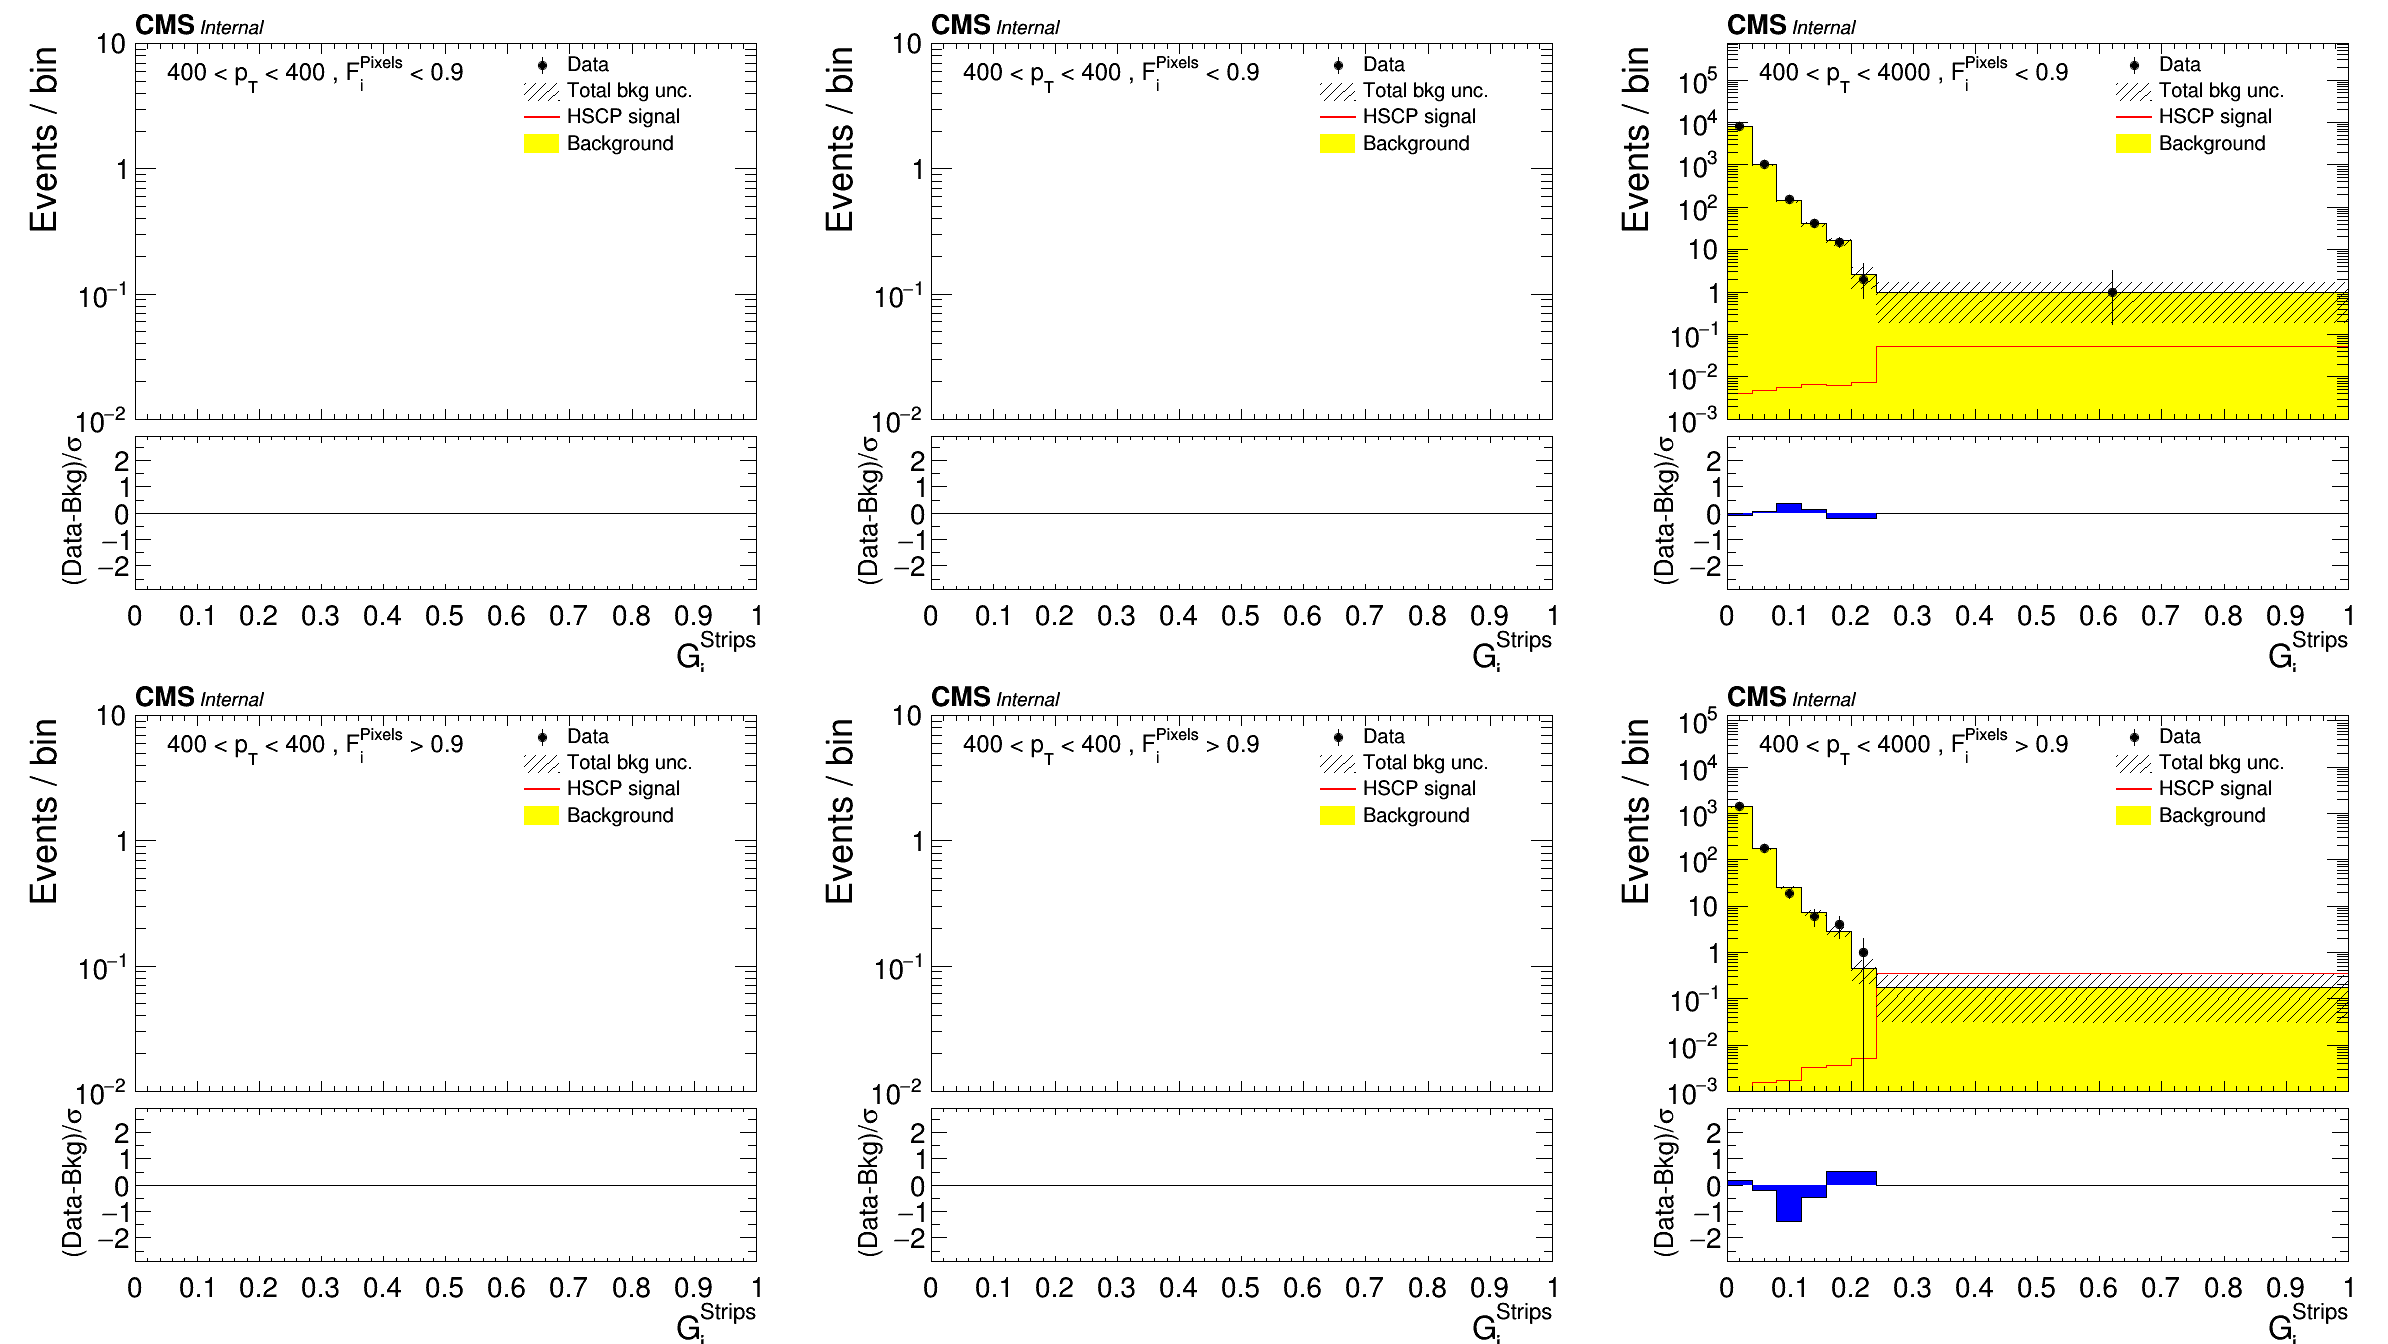 CMS Internal
Events / bin
400 < p_T < 400 , F_i^Pixels < 0.9
Data
Total bkg unc.
HSCP signal
Background
10
1
10^−1
10^−2
(Data-Bkg)/σ
2
1
0
−1
−2
0 0.1 0.2 0.3 0.4 0.5 0.6 0.7 0.8 0.9 1
G_i^Strips
CMS Internal
Events / bin
400 < p_T < 400 , F_i^Pixels < 0.9
Data
Total bkg unc.
HSCP signal
Background
10
1
10^−1
10^−2
(Data-Bkg)/σ
2
1
0
−1
−2
0 0.1 0.2 0.3 0.4 0.5 0.6 0.7 0.8 0.9 1
G_i^Strips
CMS Internal
Events / bin
400 < p_T < 4000 , F_i^Pixels < 0.9
Data
Total bkg unc.
HSCP signal
Background
10^5
10^4
10^3
10^2
10
1
10^−1
10^−2
10^−3
(Data-Bkg)/σ
2
1
0
−1
−2
0 0.1 0.2 0.3 0.4 0.5 0.6 0.7 0.8 0.9 1
G_i^Strips
CMS Internal
Events / bin
400 < p_T < 400 , F_i^Pixels > 0.9
Data
Total bkg unc.
HSCP signal
Background
10
1
10^−1
10^−2
(Data-Bkg)/σ
2
1
0
−1
−2
0 0.1 0.2 0.3 0.4 0.5 0.6 0.7 0.8 0.9 1
G_i^Strips
CMS Internal
Events / bin
400 < p_T < 400 , F_i^Pixels > 0.9
Data
Total bkg unc.
HSCP signal
Background
10
1
10^−1
10^−2
(Data-Bkg)/σ
2
1
0
−1
−2
0 0.1 0.2 0.3 0.4 0.5 0.6 0.7 0.8 0.9 1
G_i^Strips
CMS Internal
Events / bin
400 < p_T < 4000 , F_i^Pixels > 0.9
Data
Total bkg unc.
HSCP signal
Background
10^5
10^4
10^3
10^2
10
1
10^−1
10^−2
10^−3
(Data-Bkg)/σ
2
1
0
−1
−2
0 0.1 0.2 0.3 0.4 0.5 0.6 0.7 0.8 0.9 1
G_i^Strips